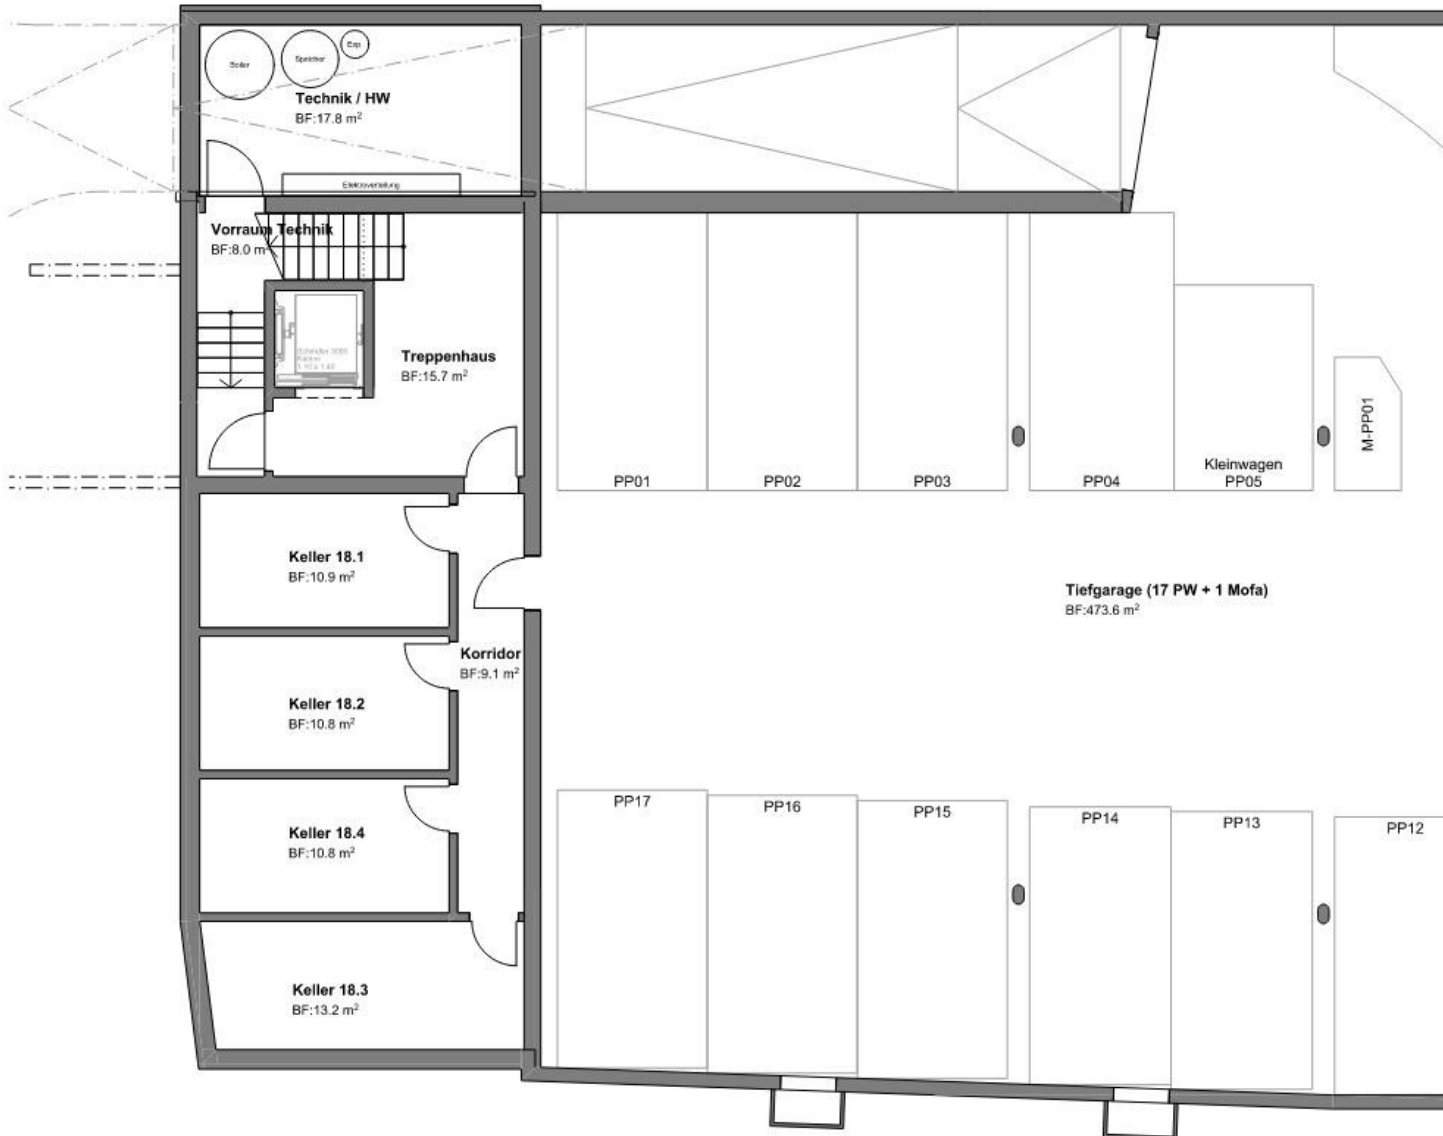 Boiler
Speicher
Exp.
Technik / HW
BF:17.8 m²
Elektroverteilung
Vorraum Technik
BF:8.0 m²
Treppenhaus
BF:15.7 m²
PP01
PP02
PP03
PP04
Kleinwagen
PP05
M-PP01
Keller 18.1
BF:10.9 m²
Tiefgarage (17 PW + 1 Mofa)
BF:473.6 m²
Korridor
BF:9.1 m²
Keller 18.2
BF:10.8 m²
Keller 18.4
BF:10.8 m²
PP17
PP16
PP15
PP14
PP13
PP12
Keller 18.3
BF:13.2 m²